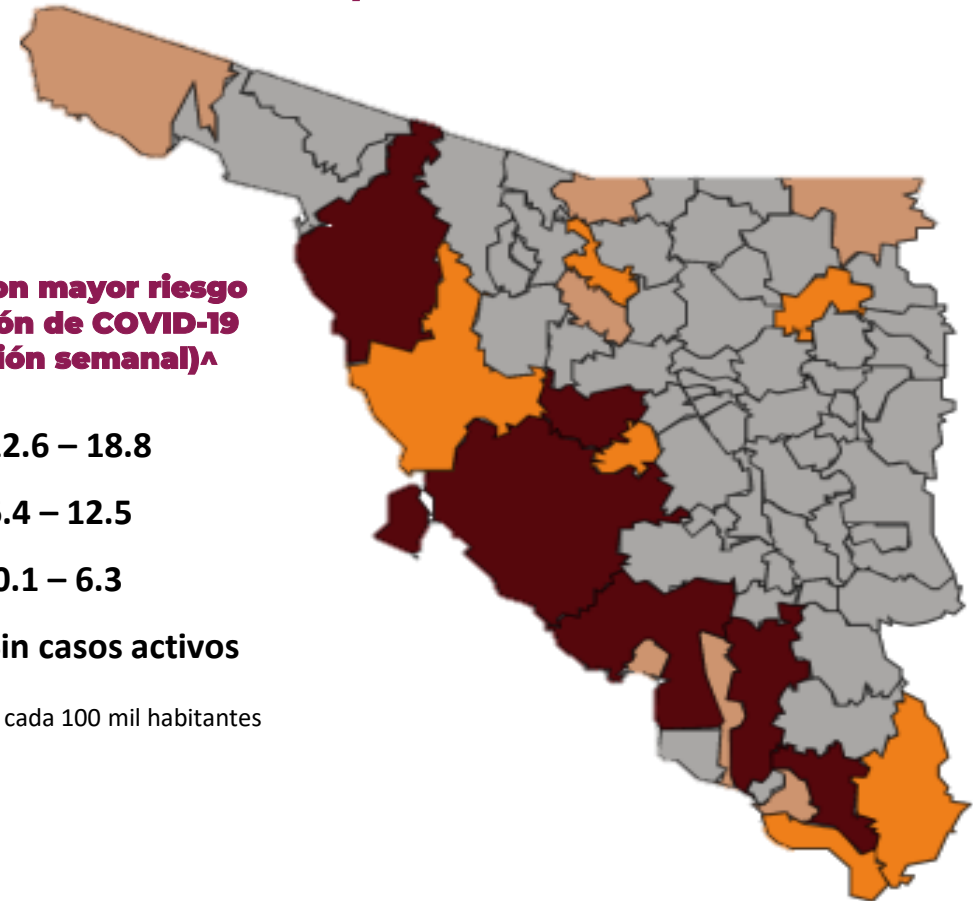 on mayor riesgo
ón de COVID-19
ión semanal)^
2.6 – 18.8
.4 – 12.5
0.1 – 6.3
in casos activos
cada 100 mil habitantes